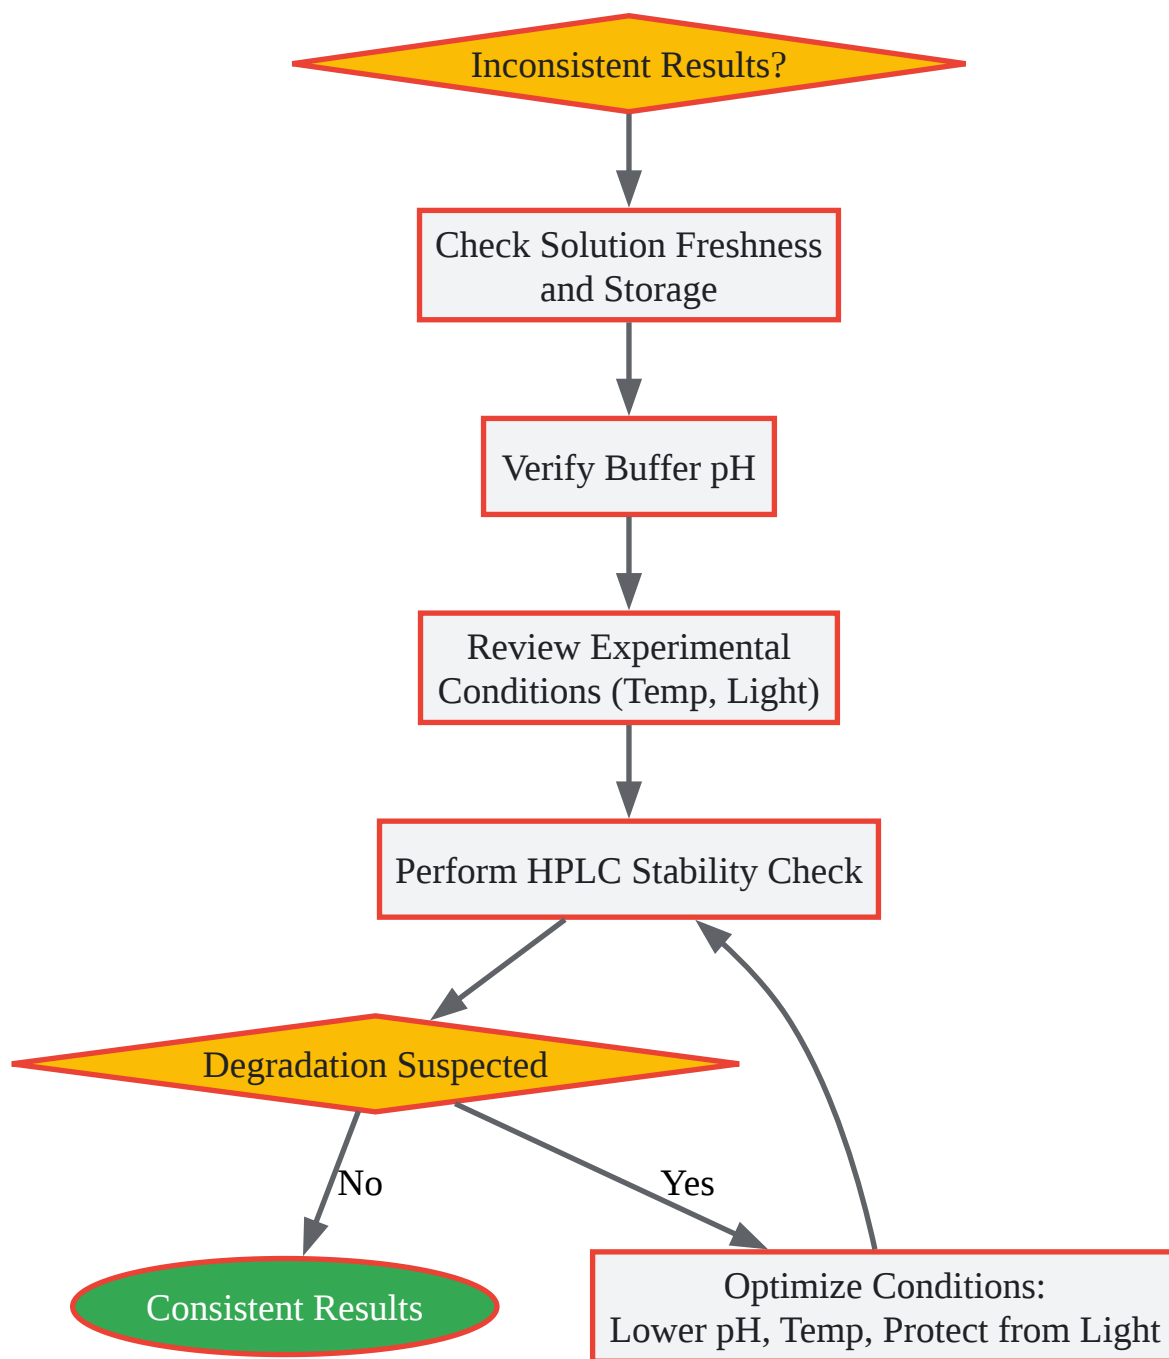 Inconsistent Results?
Check Solution Freshness
and Storage
Verify Buffer pH
Review Experimental
Conditions (Temp, Light)
Perform HPLC Stability Check
Degradation Suspected
No
Yes
Consistent Results
Optimize Conditions:
Lower pH, Temp, Protect from Light